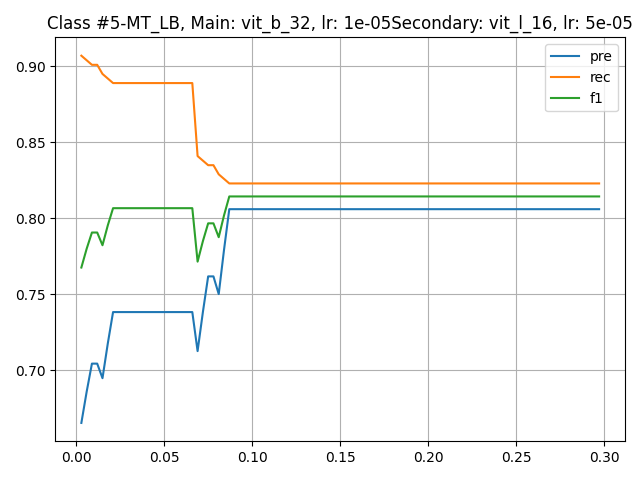 Class #5-MT_LB, Main: vit_b_32, lr: 1e-05Secondary: vit_l_16, lr: 5e-05
pre
rec
f1
0.90
0.85
0.80
0.75
0.70
0.00 0.05 0.10 0.15 0.20 0.25 0.30